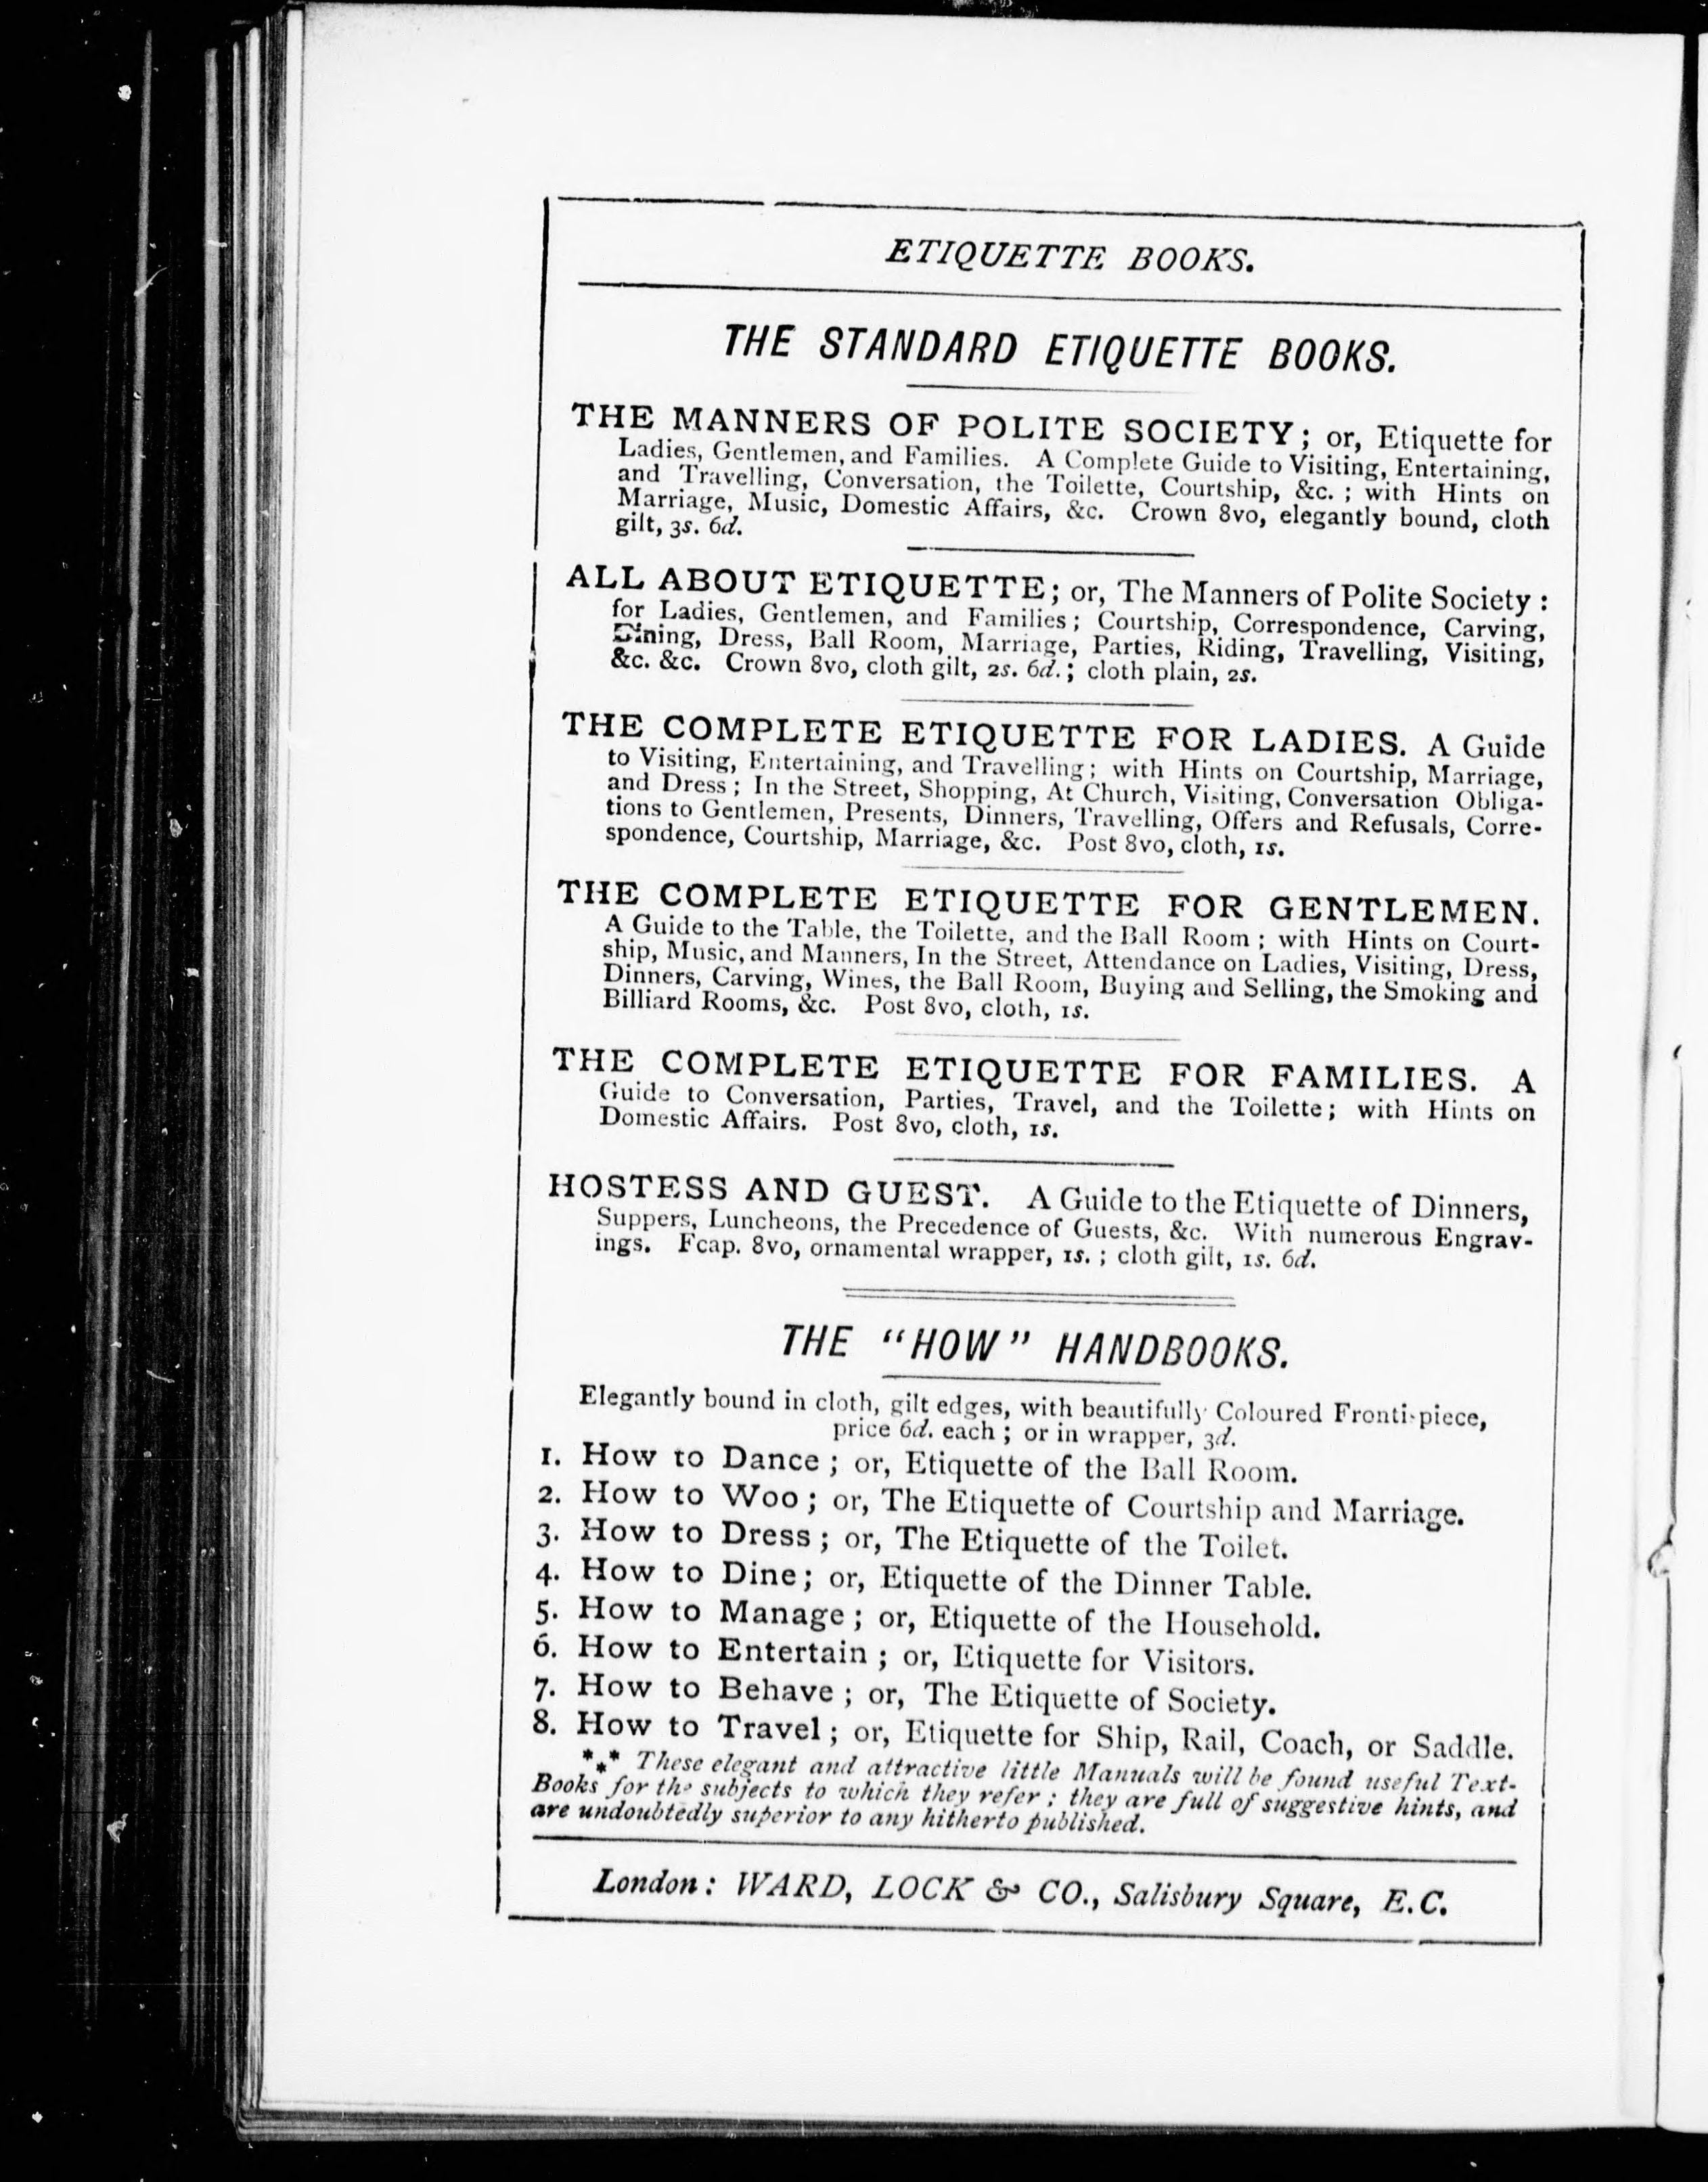 ETIQUETTE BOOKS.
THE STANDARD ETIQUETTE BOOKS.
THE MANNERS OF POLITE SOCIETY; or, Etiquette for
Ladies, Gentlemen, and Families. A Complete Guide to Visiting, Entertaining,
and Travelling, Conversation, the Toilette, Courtship, &c. ; with Hints on
Marriage, Music, Domestic Affairs, &c. Crown 8vo, elegantly bound, cloth
gilt, 3s. 6d.
ALL ABOUT ETIQUETTE; or, The Manners of Polite Society :
for Ladies, Gentlemen, and Families; Courtship, Correspondence, Carving,
Dining, Dress, Ball Room, Marriage, Parties, Riding, Travelling, Visiting,
&c. &c. Crown 8vo, cloth gilt, 2s. 6d.; cloth plain, 2s.
THE COMPLETE ETIQUETTE FOR LADIES. A Guide
to Visiting, Entertaining, and Travelling; with Hints on Courtship, Marriage,
and Dress; In the Street, Shopping, At Church, Visiting, Conversation Obliga-
tions to Gentlemen, Presents, Dinners, Travelling, Offers and Refusals, Corre-
spondence, Courtship, Marriage, &c. Post 8vo, cloth, 1s.
THE COMPLETE ETIQUETTE FOR GENTLEMEN.
A Guide to the Table, the Toilette, and the Ball Room; with Hints on Court-
ship, Music, and Manners, In the Street, Attendance on Ladies, Visiting, Dress,
Dinners, Carving, Wines, the Ball Room, Buying and Selling, the Smoking and
Billiard Rooms, &c. Post 8vo, cloth, 1s.
THE COMPLETE ETIQUETTE FOR FAMILIES. A
Guide to Conversation, Parties, Travel, and the Toilette; with Hints on
Domestic Affairs. Post 8vo, cloth, 1s.
HOSTESS AND GUEST. A Guide to the Etiquette of Dinners,
Suppers, Luncheons, the Precedence of Guests, &c. With numerous Engrav-
ings. Fcap. 8vo, ornamental wrapper, 1s. ; cloth gilt, 1s. 6d.
THE "HOW" HANDBOOKS.
Elegantly bound in cloth, gilt edges, with beautifully Coloured Frontispiece,
price 6d. each; or in wrapper, 3d.
1. How to Dance; or, Etiquette of the Ball Room.
2. How to Woo; or, The Etiquette of Courtship and Marriage.
3. How to Dress; or, The Etiquette of the Toilet.
4. How to Dine; or, Etiquette of the Dinner Table.
5. How to Manage; or, Etiquette of the Household.
6. How to Entertain; or, Etiquette for Visitors.
7. How to Behave; or, The Etiquette of Society.
8. How to Travel; or, Etiquette for Ship, Rail, Coach, or Saddle.
*** These elegant and attractive little Manuals will be found useful Text-
Books for the subjects to which they refer; they are full of suggestive hints, and
are undoubtedly superior to any hitherto published.
London: WARD, LOCK & CO., Salisbury Square, E.C.